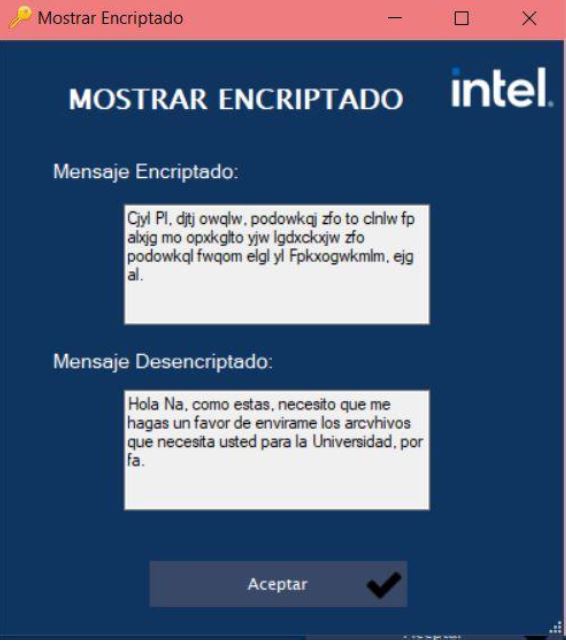 Mostrar Encriptado
MOSTRAR ENCRIPTADO
intel.
Mensaje Encriptado:
Cjyl Pl, djtj owqlw, podowkqj zfo to clnlw fp
alxjg mo opxkglto yjw lgdxckxjw zfo
podowkql fwqom elgl yl Fpkxogwkmlm, ejg
al.
Mensaje Desencriptado:
Hola Na, como estas, necesito que me
hagas un favor de envirame los arcvhivos
que necesita usted para la Universidad, por
fa.
Aceptar